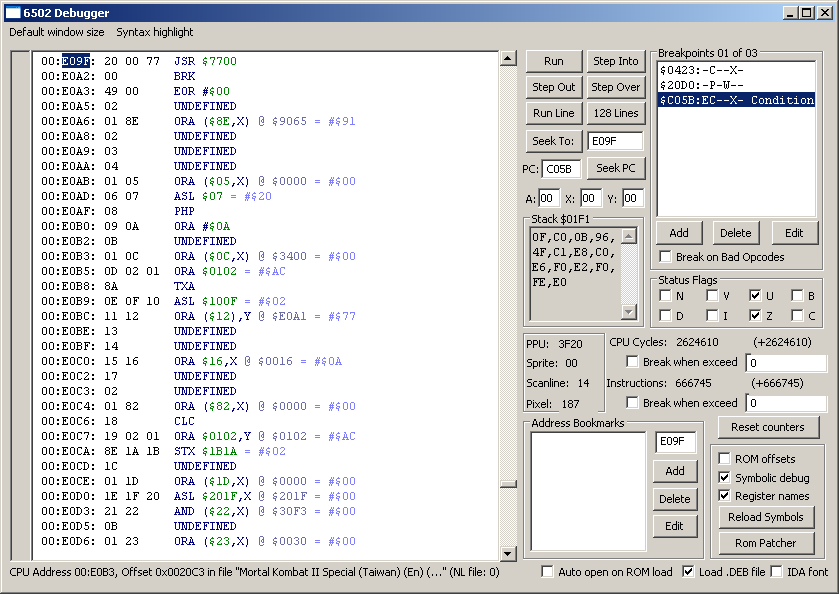 6502 Debugger
Default window size Syntax highlight
00:E09F: 20 00 77 JSR $7700
00:E0A2: 00 BRK
00:E0A3: 49 00 EOR #$00
00:E0A5: 02 UNDEFINED
00:E0A6: 01 8E ORA ($8E,X) @ $9065 = #$91
00:E0A8: 02 UNDEFINED
00:E0A9: 03 UNDEFINED
00:E0AA: 04 UNDEFINED
00:E0AB: 01 05 ORA ($05,X) @ $0000 = #$00
00:E0AD: 06 07 ASL $07 = #$20
00:E0AF: 08 PHP
00:E0B0: 09 0A ORA #$0A
00:E0B2: 0B UNDEFINED
00:E0B3: 01 0C ORA ($0C,X) @ $3400 = #$00
00:E0B5: 0D 02 01 ORA $0102 = #$AC
00:E0B8: 8A TXA
00:E0B9: 0E 0F 10 ASL $100F = #$02
00:E0BC: 11 12 ORA ($12),Y @ $E0A1 = #$77
00:E0BE: 13 UNDEFINED
00:E0BF: 14 UNDEFINED
00:E0C0: 15 16 ORA $16,X @ $0016 = #$0A
00:E0C2: 17 UNDEFINED
00:E0C3: 02 UNDEFINED
00:E0C4: 01 82 ORA ($82,X) @ $0000 = #$00
00:E0C6: 18 CLC
00:E0C7: 19 02 01 ORA $0102,Y @ $0102 = #$AC
00:E0CA: 8E 1A 1B STX $1B1A = #$02
00:E0CD: 1C UNDEFINED
00:E0CE: 01 1D ORA ($1D,X) @ $0000 = #$00
00:E0D0: 1E 1F 20 ASL $201F,X @ $201F = #$00
00:E0D3: 21 22 AND ($22,X) @ $30F3 = #$00
00:E0D5: 0B UNDEFINED
00:E0D6: 01 23 ORA ($23,X) @ $0030 = #$00
Run Step Into
Step Out Step Over
Run Line 128 Lines
Seek To: E09F
PC: C05B Seek PC
A: 00 X: 00 Y: 00
Stack $01F1
0F,C0,0B,96,
4F,C1,E8,C0,
E6,F0,E2,F0,
FE,E0
Breakpoints 01 of 03
$0423:-C--X-
$20D0:-P-W--
$C05B:EC--X- Condition
Add Delete Edit
Break on Bad Opcodes
Status Flags
N V U B
D I Z C
PPU: 3F20
Sprite: 00
Scanline: 14
Pixel: 187
CPU Cycles: 2624610 (+2624610)
Break when exceed 0
Instructions: 666745 (+666745)
Break when exceed 0
Address Bookmarks
E09F
Add
Delete
Edit
Reset counters
ROM offsets
Symbolic debug
Register names
Reload Symbols
Rom Patcher
CPU Address 00:E0B3, Offset 0x0020C3 in file "Mortal Kombat II Special (Taiwan) (En) (..." (NL file: 0)
Auto open on ROM load Load .DEB file IDA font